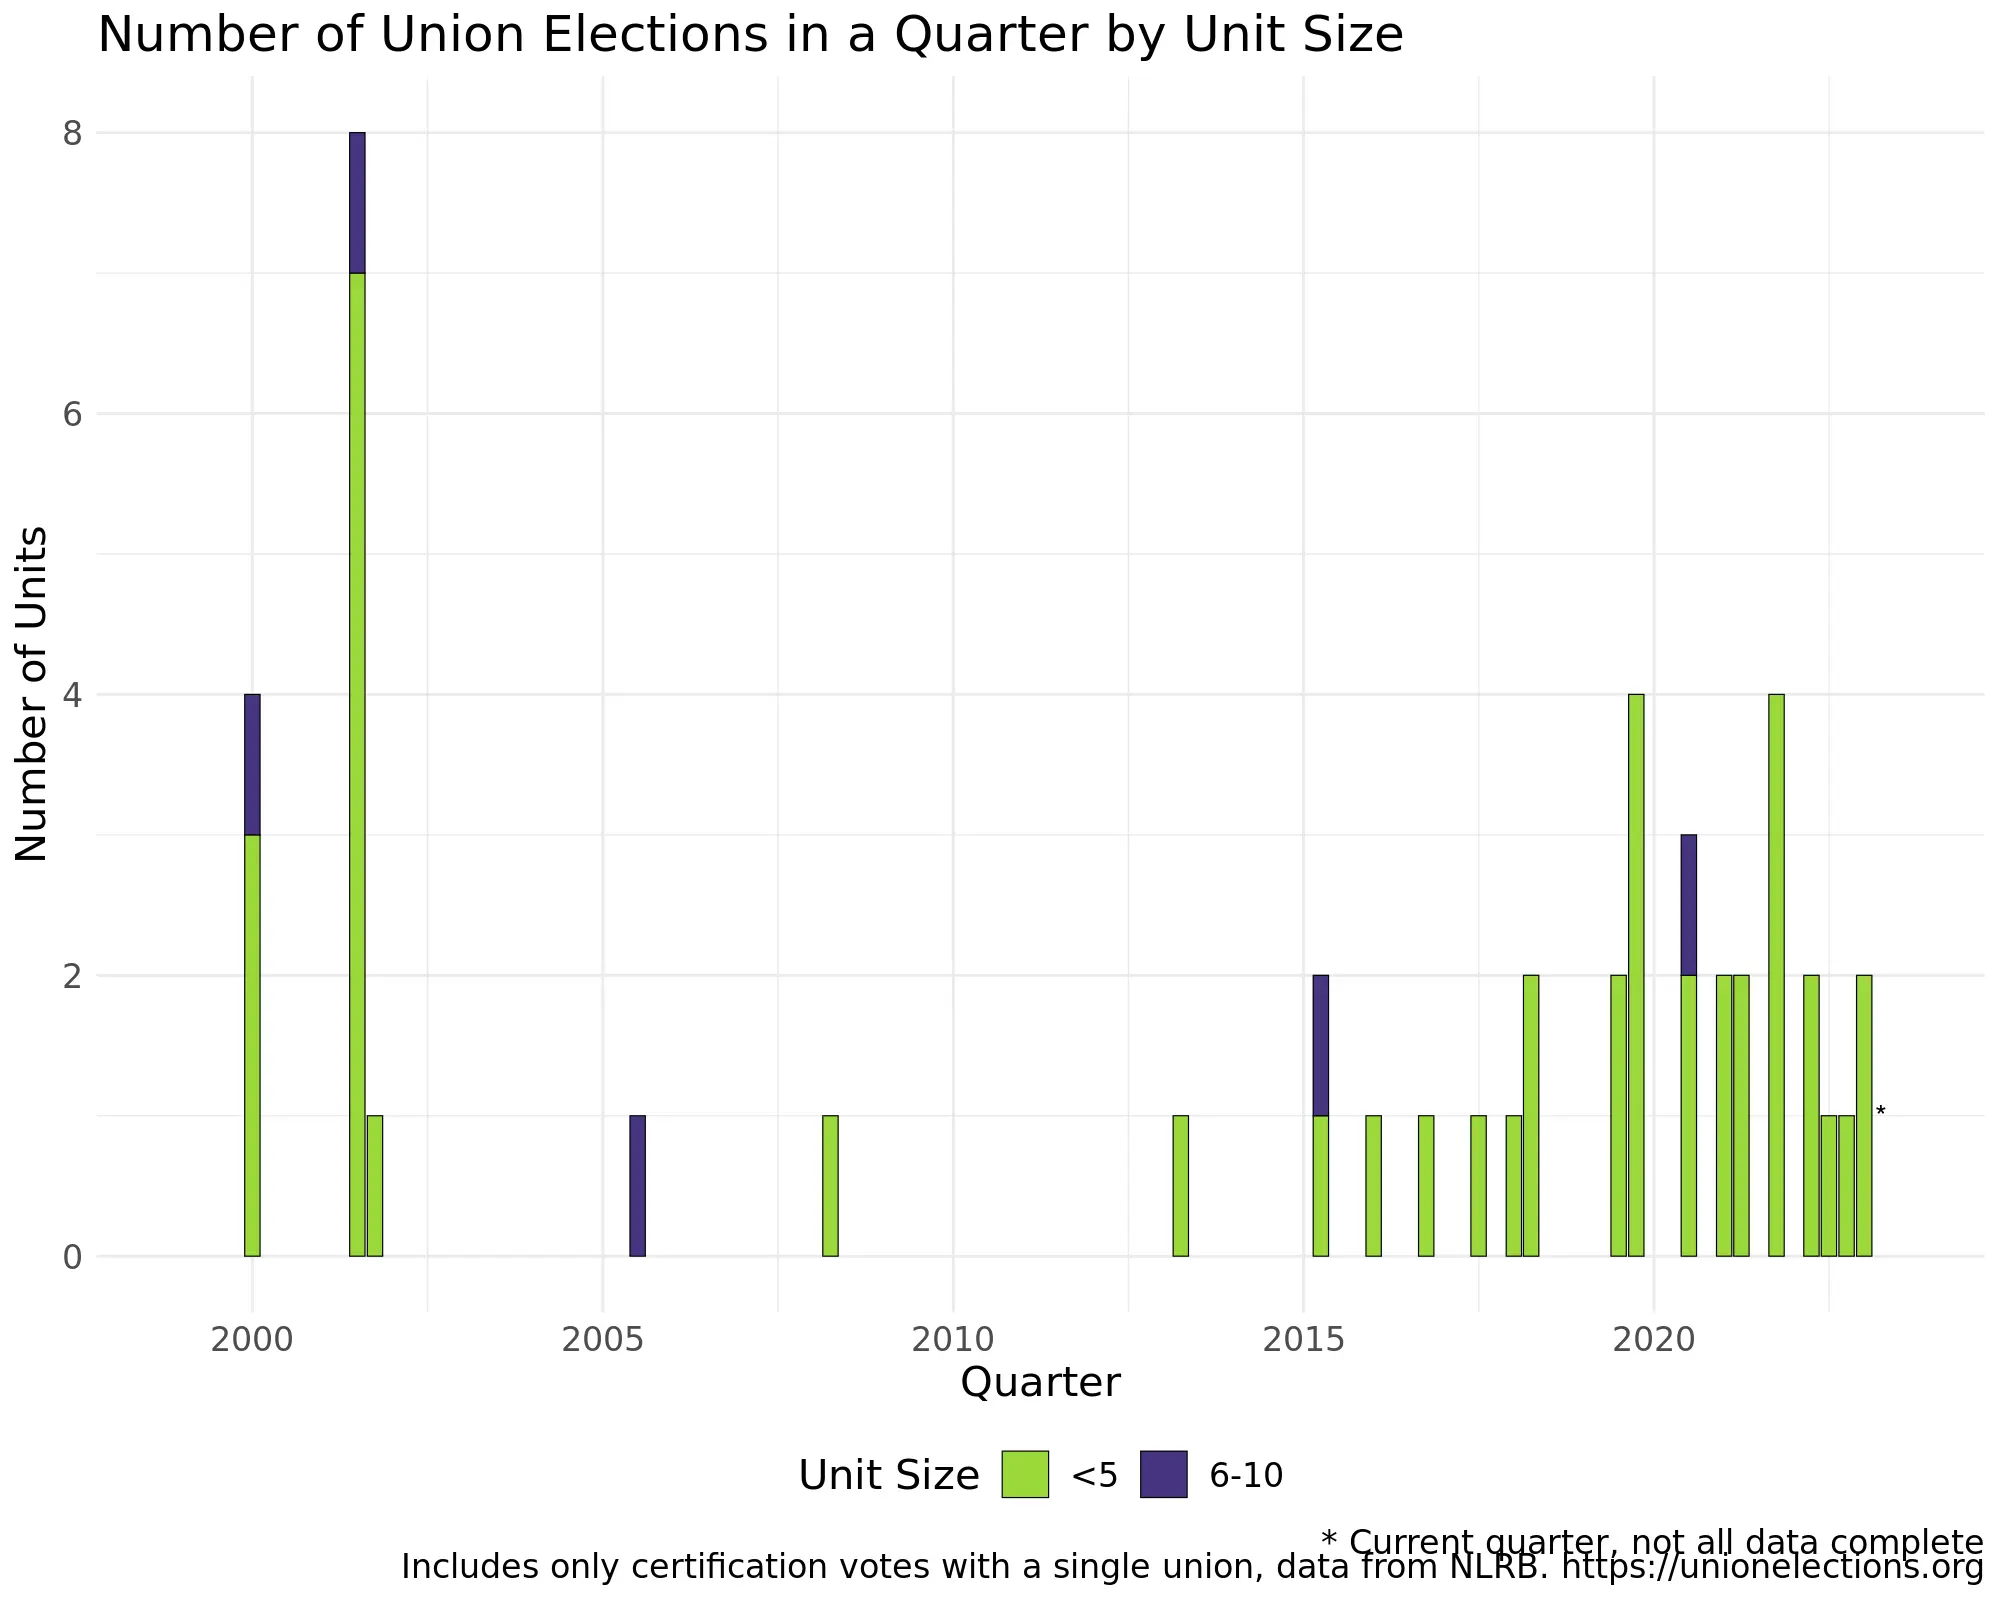 Number of Union Elections in a Quarter by Unit Size
Number of Units
8
6
4
2
0
*
2000 2005 2010 2015 2020
Quarter
Unit Size <5 6-10
* Current quarter, not all data complete
Includes only certification votes with a single union, data from NLRB. https://unionelections.org